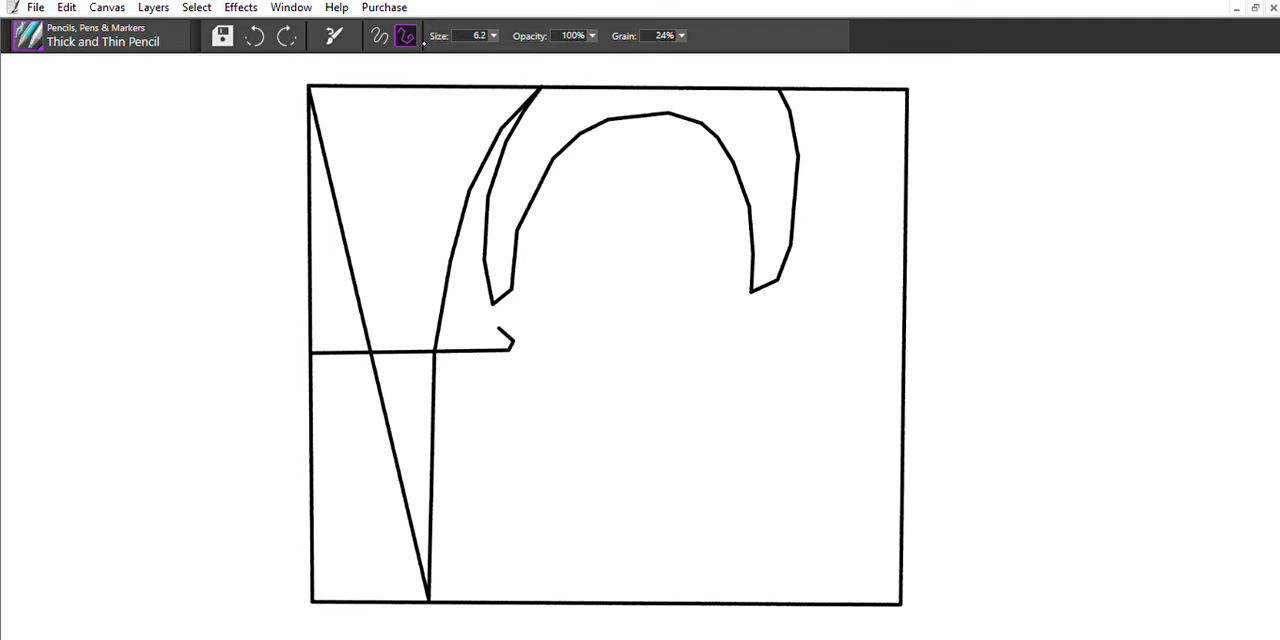 File Edit Canvas Layers Select Effects Window Help Purchase
Pencils, Pens & Markers
Thick and Thin Pencil
Size: 6.2 Opacity: 100% Grain: 24%